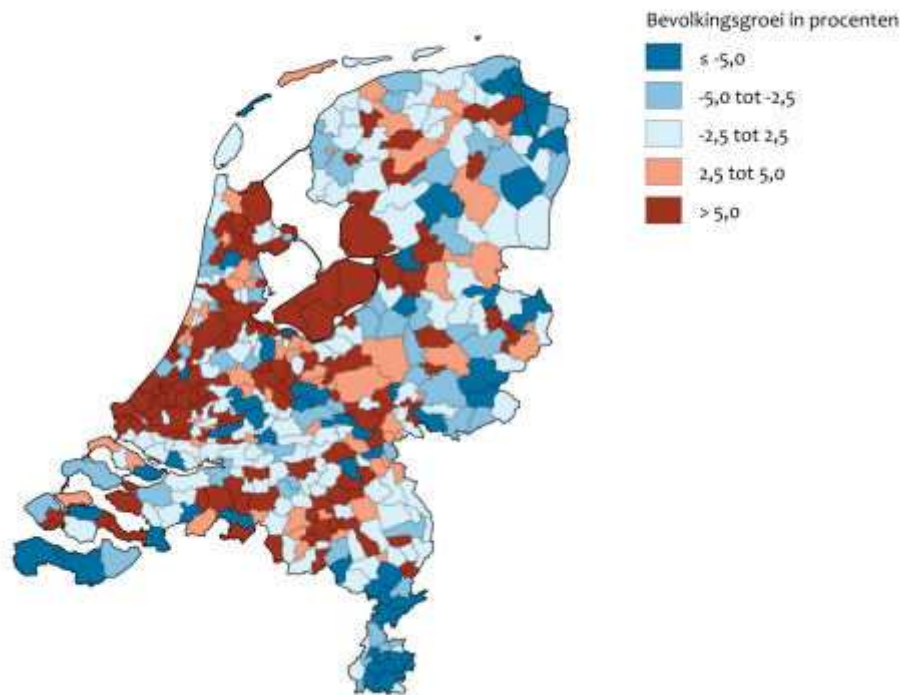 Bevolkingsgroei in procenten
≤ -5,0
-5,0 tot -2,5
-2,5 tot 2,5
2,5 tot 5,0
> 5,0